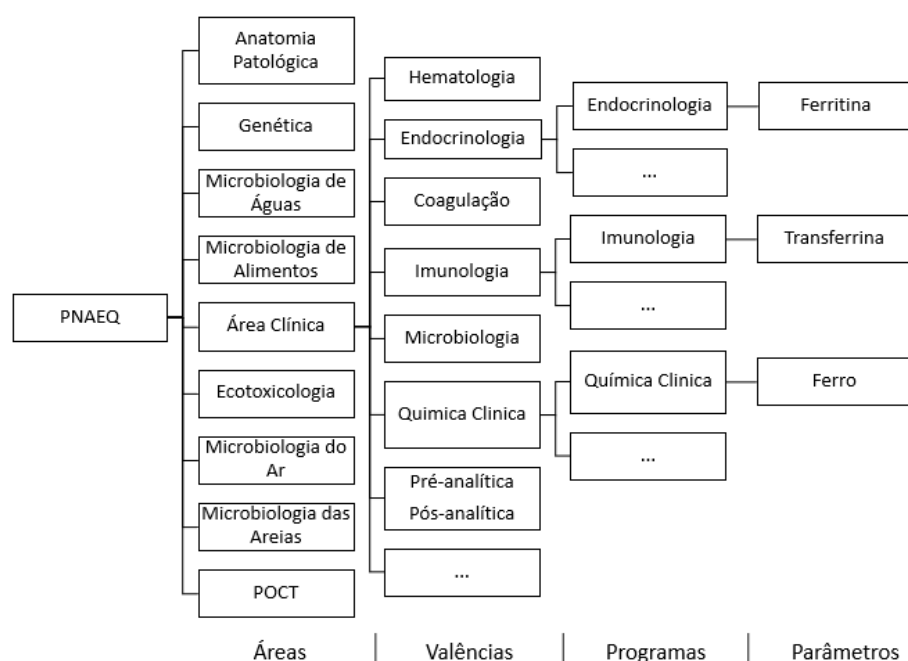 PNAEQ
Anatomia
Patológica
Genética
Microbiologia de
Águas
Microbiologia de
Alimentos
Área Clínica
Ecotoxicologia
Microbiologia do
Ar
Microbiologia das
Areias
POCT
Hematologia
Endocrinologia
Coagulação
Imunologia
Microbiologia
Quimica Clinica
Pré-analítica
Pós-analítica
...
Endocrinologia
...
Imunologia
...
Química Clinica
...
Ferritina
Transferrina
Ferro
Áreas
Valências
Programas
Parâmetros